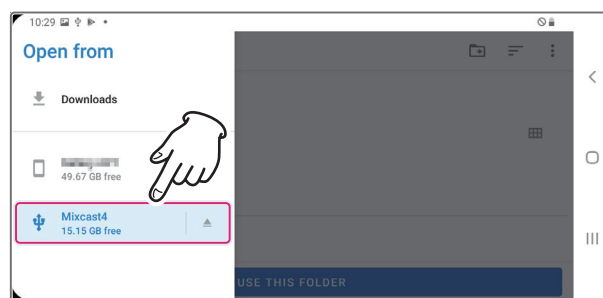 10:29
Open from
Downloads
49.67 GB free
Mixcast4
15.15 GB free
USE THIS FOLDER